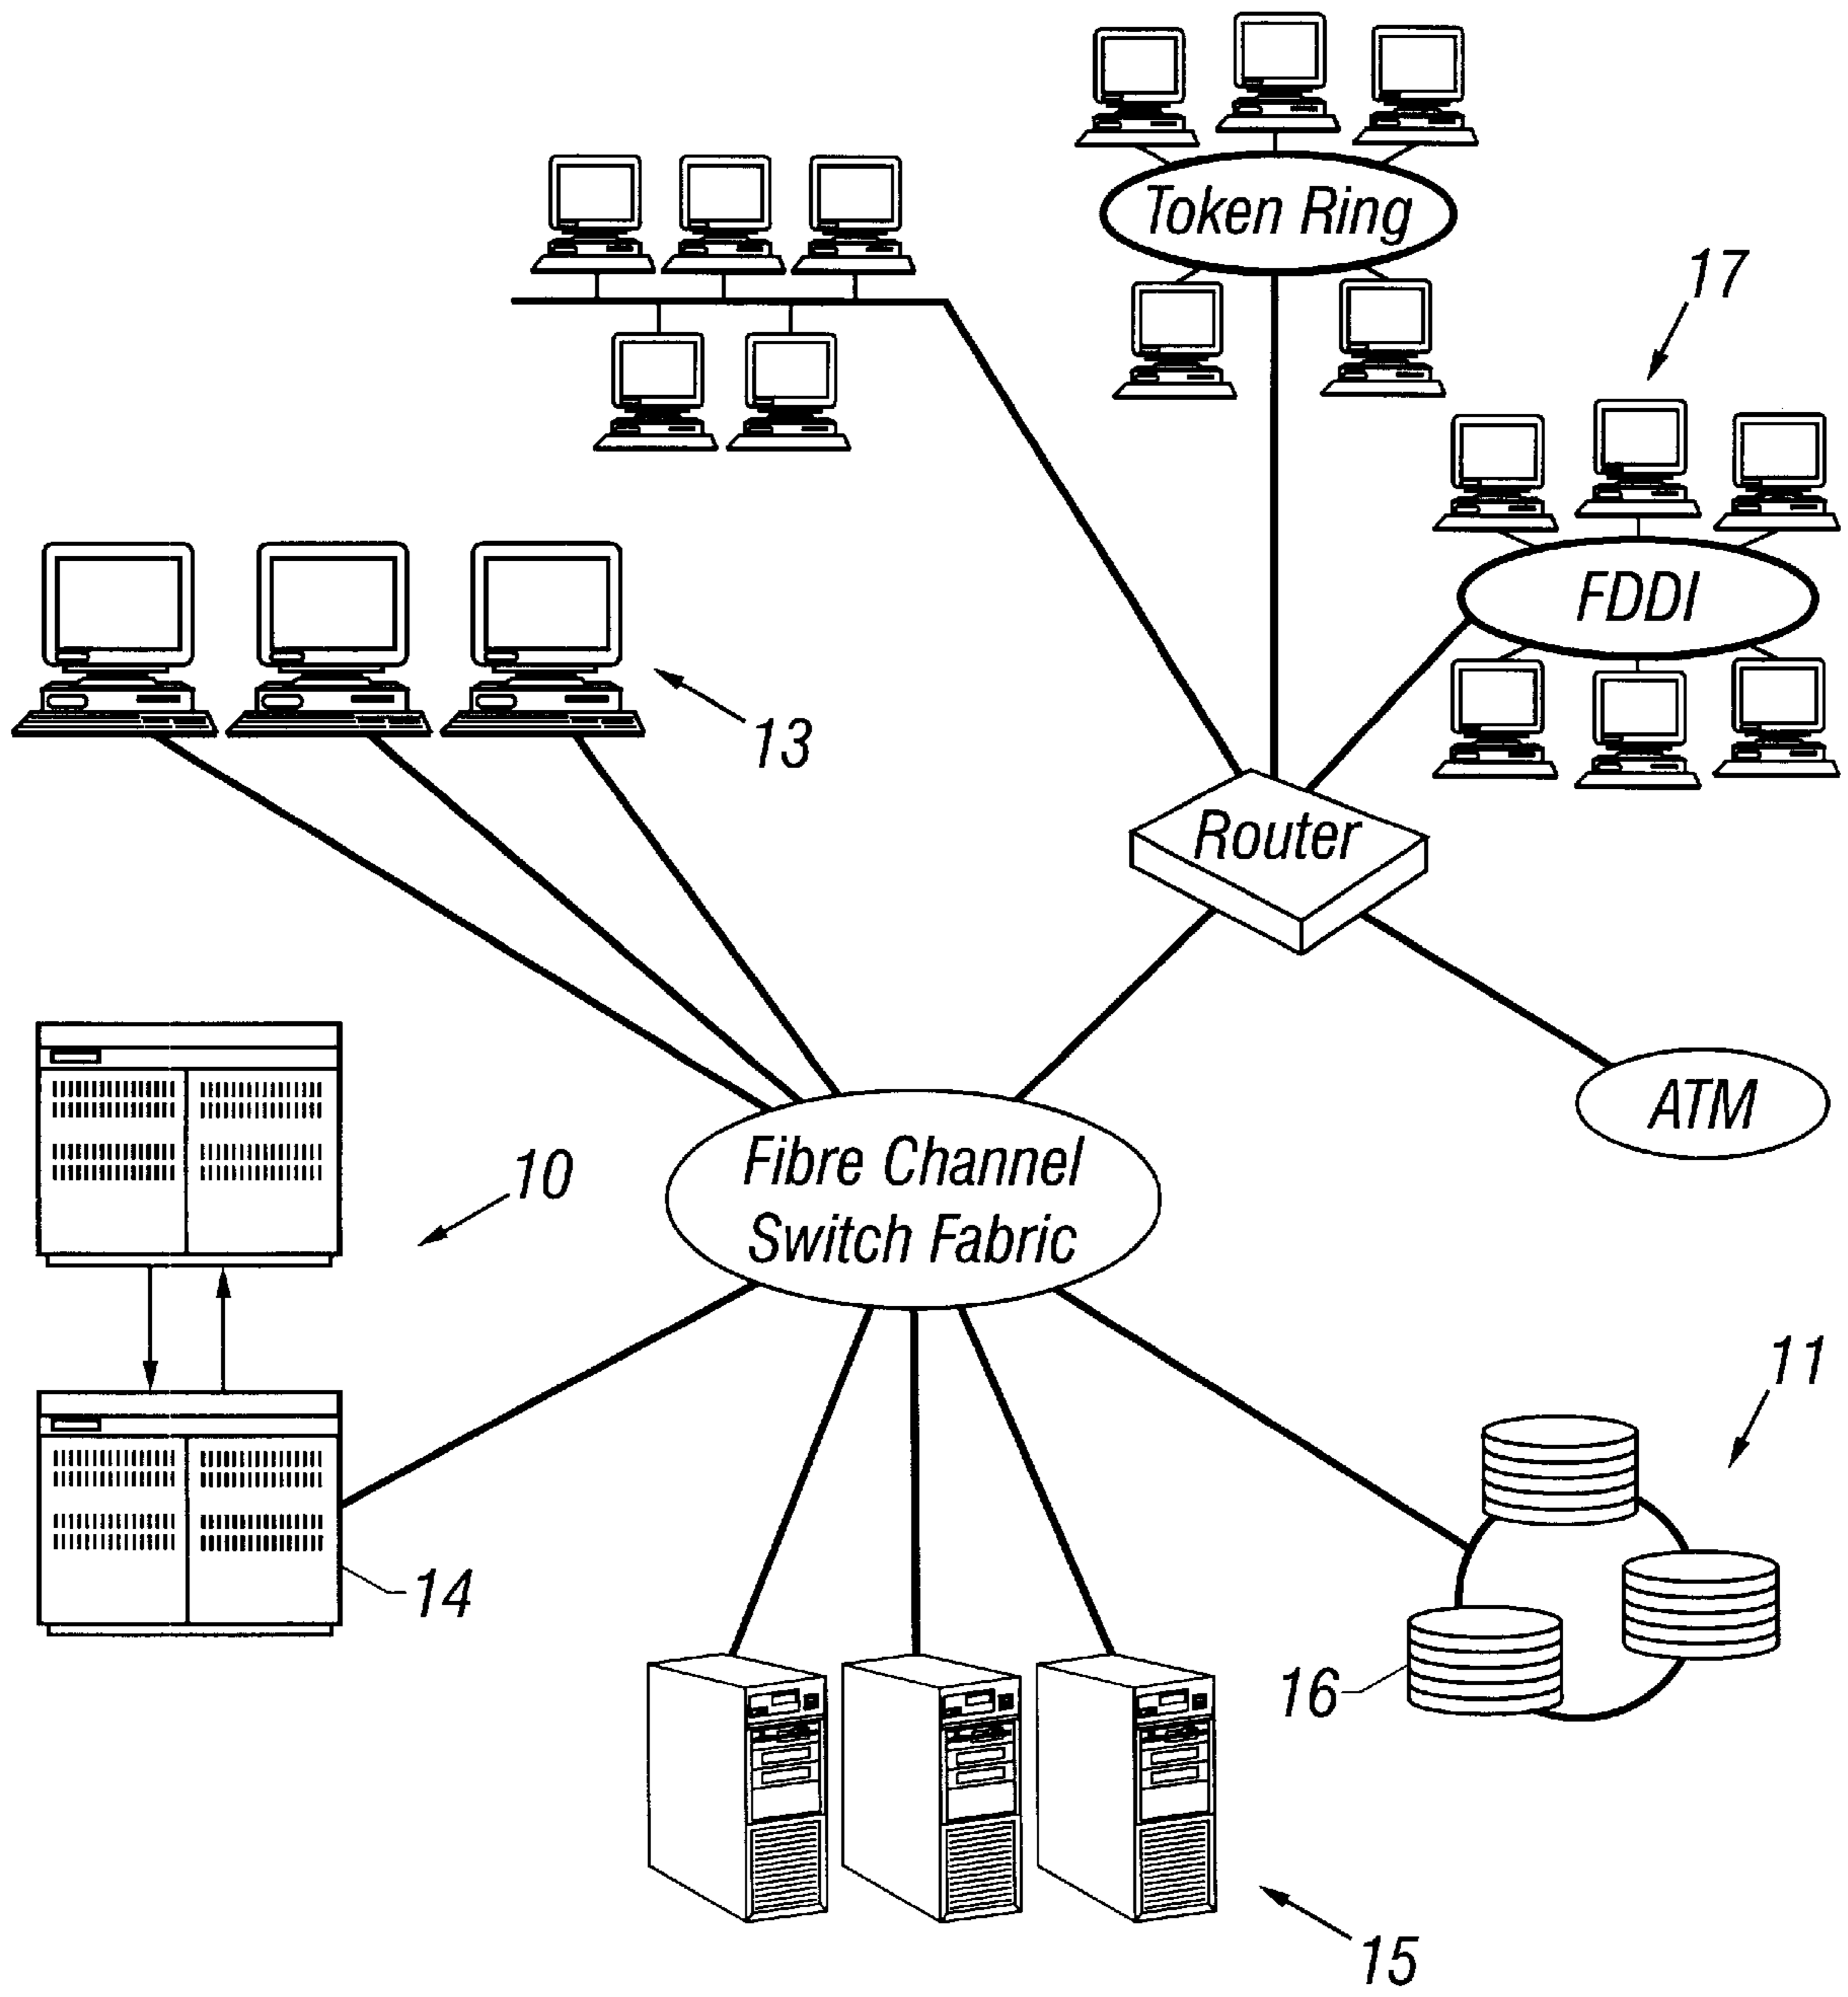 Token Ring
17
FDDI
13
Router
ATM
10
Fibre Channel
Switch Fabric
11
14
16
15